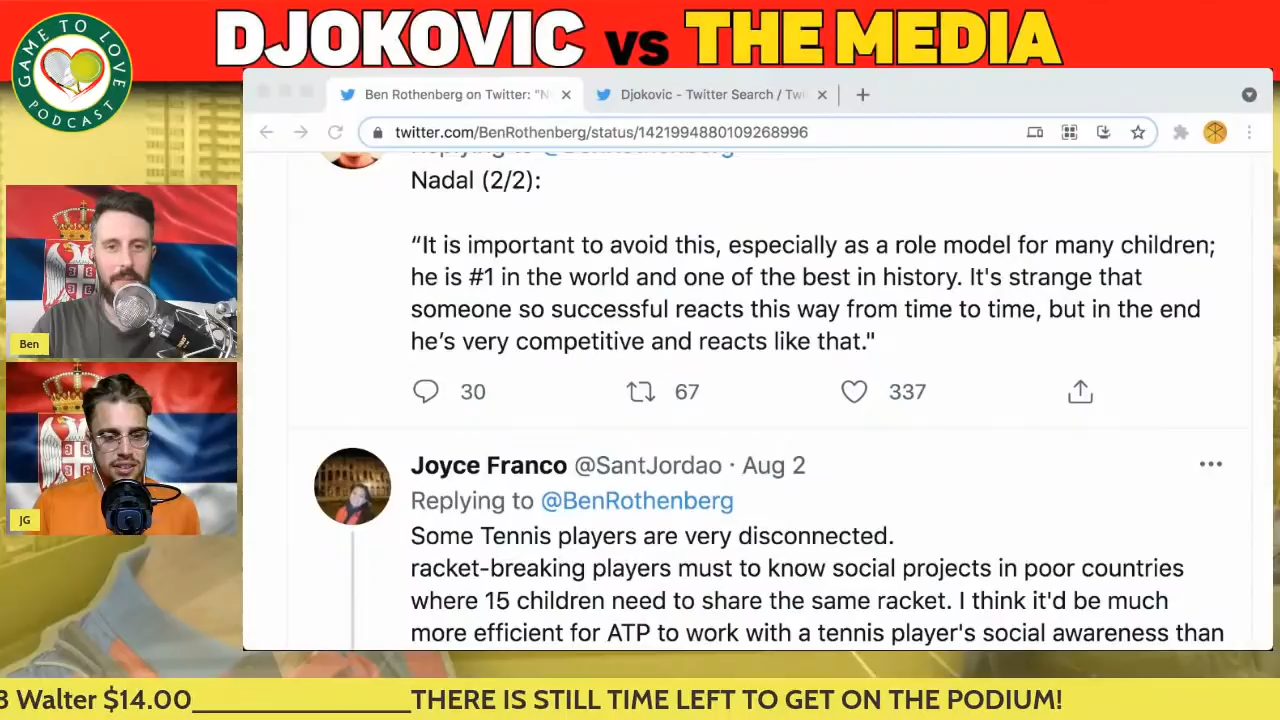 DJOKOVIC vs THE MEDIA
GAME TO LOVE
PODCAST
Ben Rothenberg on Twitter: "N
Djokovic - Twitter Search / Twi
twitter.com/BenRothenberg/status/1421994880109268996
Replying to @BenRothenberg
Nadal (2/2):
“It is important to avoid this, especially as a role model for many children;
he is #1 in the world and one of the best in history. It's strange that
someone so successful reacts this way from time to time, but in the end
he’s very competitive and reacts like that."
30 67 337
Joyce Franco @SantJordao · Aug 2
Replying to @BenRothenberg
Some Tennis players are very disconnected.
racket-breaking players must to know social projects in poor countries
where 15 children need to share the same racket. I think it'd be much
more efficient for ATP to work with a tennis player's social awareness than
Ben
JG
3 Walter $14.00_______________THERE IS STILL TIME LEFT TO GET ON THE PODIUM!